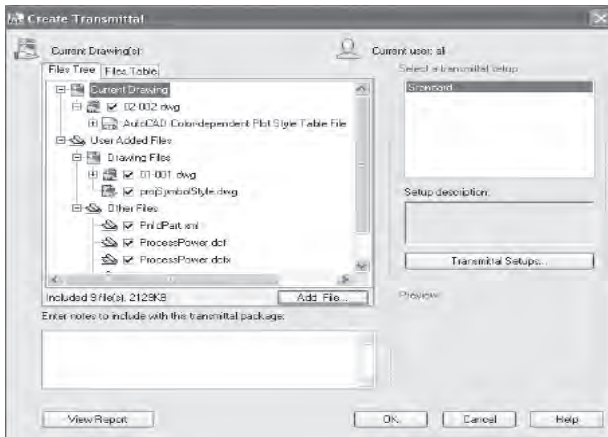 Create Transmittal
Current Drawing(s):
Current user: all
Files Tree
Files Table
Current Drawing
02-002.dwg
AutoCAD Color-dependent Plot Style Table File
User Added Files
Drawing Files
01-001.dwg
projSymbolStyle.dwg
Other Files
PnIdPart.xml
ProcessPower.dcf
ProcessPower.dcfx
Included 9 file(s), 2129KB
Add File...
Enter notes to include with this transmittal package:
Select a transmittal setup
Standard
Setup description:
Transmittal Setups...
Preview
View Report
OK
Cancel
Help